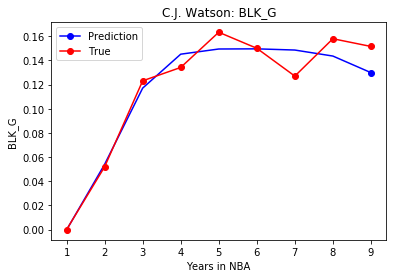 C.J. Watson: BLK_G
Prediction
True
0.16
0.14
0.12
0.10
0.08
0.06
0.04
0.02
0.00
BLK_G
1 2 3 4 5 6 7 8 9
Years in NBA